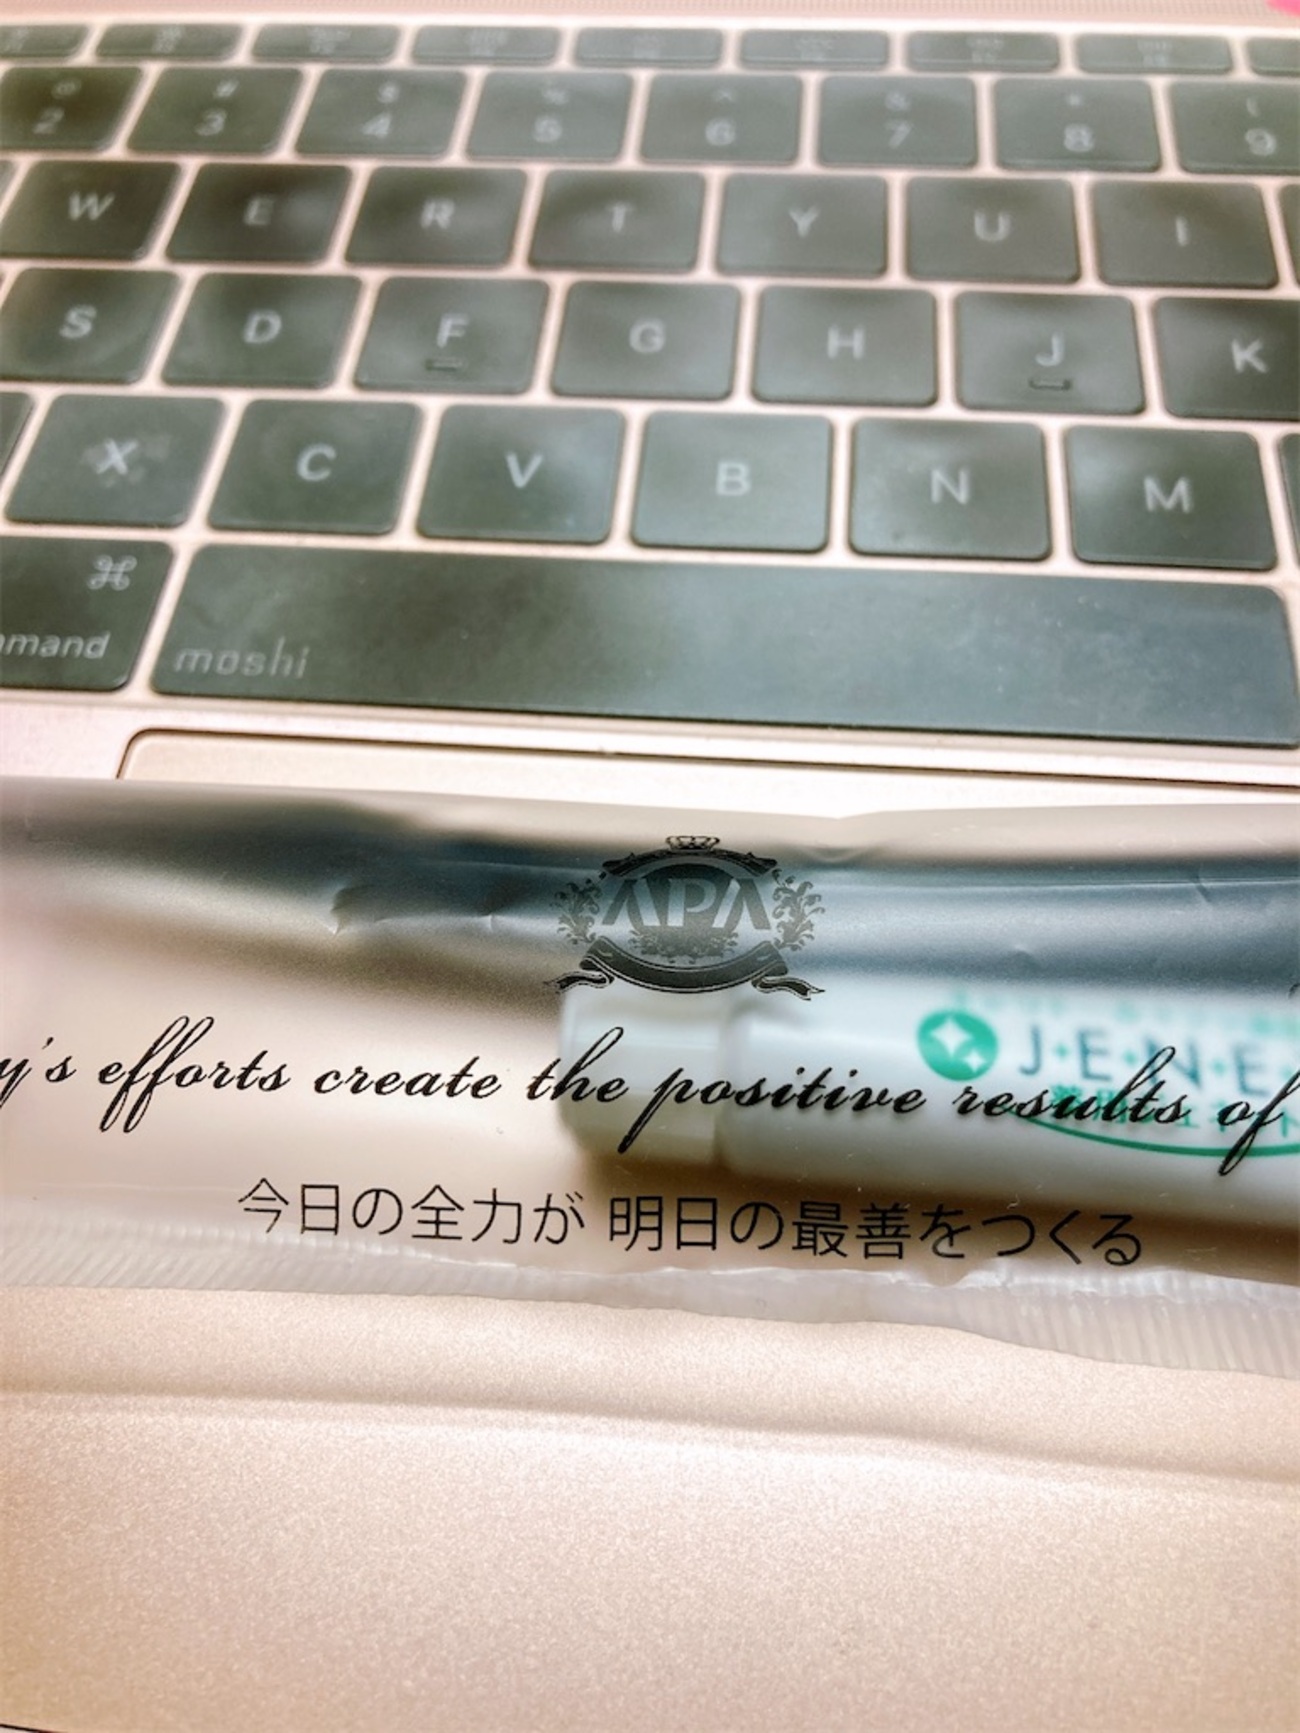 @ # $ % ^ & * (
2 3 4 5 6 7 8 9
W E R T Y U I
S D F G H J K
X C V B N M
⌘
mmand moshi
APA
J·E·N·E
y's efforts create the positive results of
今日の全力が 明日の最善をつくる